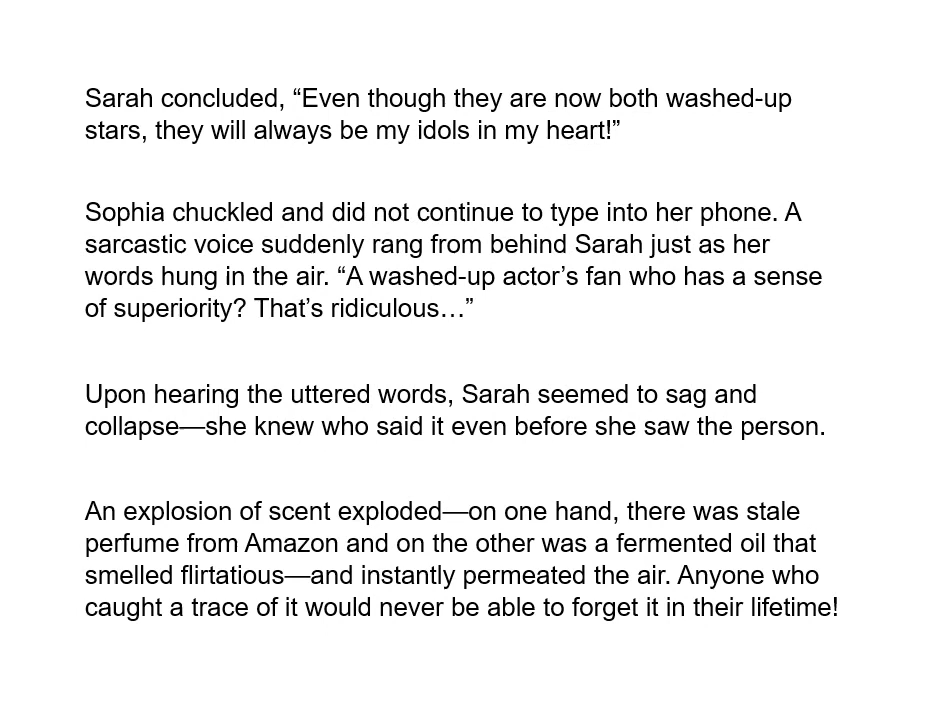 Sarah concluded, “Even though they are now both washed-up
stars, they will always be my idols in my heart!”
Sophia chuckled and did not continue to type into her phone. A
sarcastic voice suddenly rang from behind Sarah just as her
words hung in the air. “A washed-up actor’s fan who has a sense
of superiority? That’s ridiculous…”
Upon hearing the uttered words, Sarah seemed to sag and
collapse—she knew who said it even before she saw the person.
An explosion of scent exploded—on one hand, there was stale
perfume from Amazon and on the other was a fermented oil that
smelled flirtatious—and instantly permeated the air. Anyone who
caught a trace of it would never be able to forget it in their lifetime!